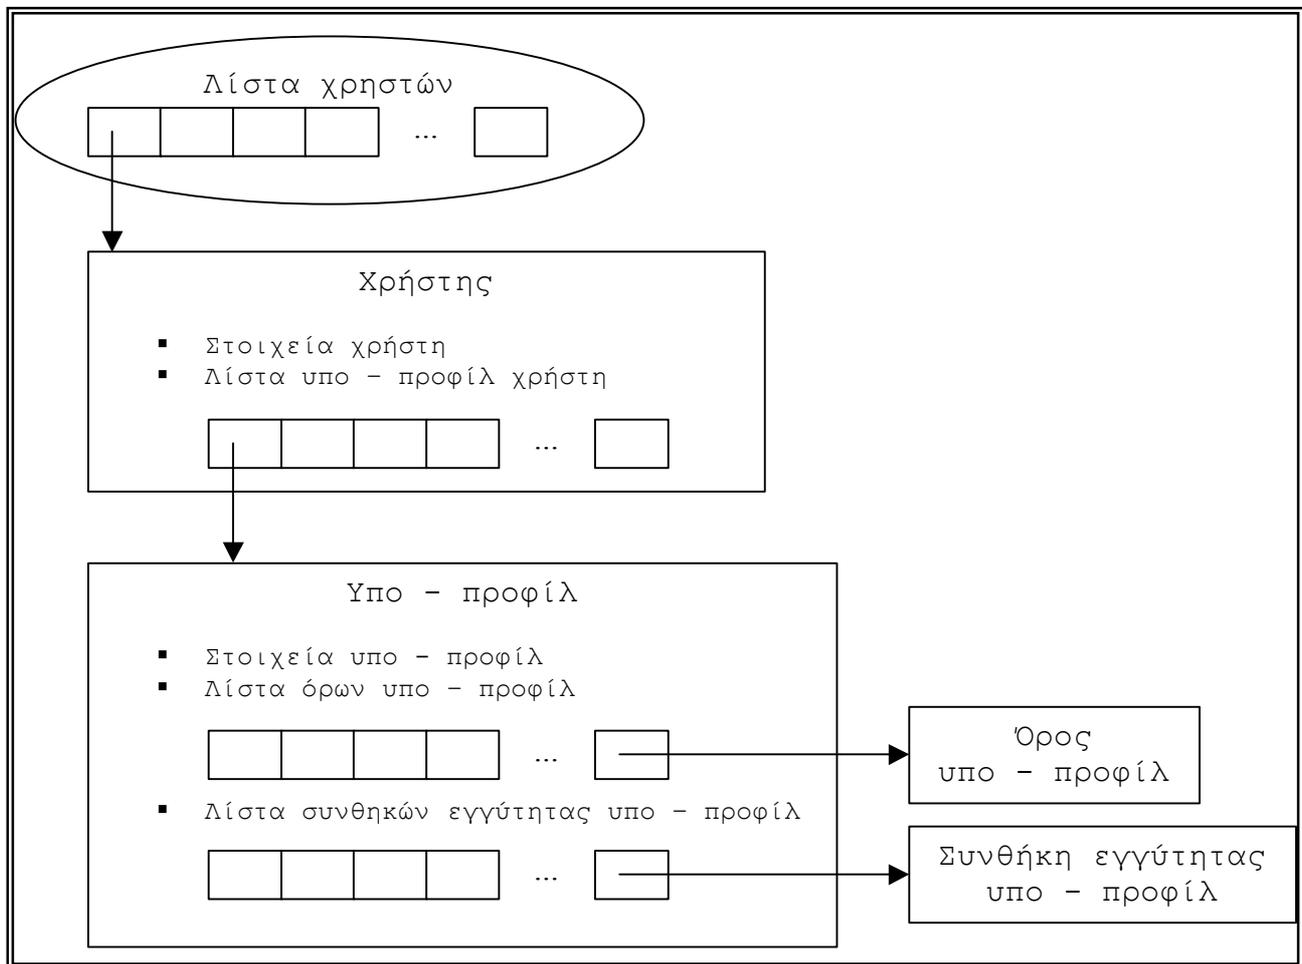 Λίστα χρηστών
...
Χρήστης
▪ Στοιχεία χρήστη
▪ Λίστα υπο – προφίλ χρήστη
...
Υπο – προφίλ
▪ Στοιχεία υπο – προφίλ
▪ Λίστα όρων υπο – προφίλ
...
Όρος
υπο – προφίλ
▪ Λίστα συνθηκών εγγύτητας υπο – προφίλ
...
Συνθήκη εγγύτητας
υπο – προφίλ